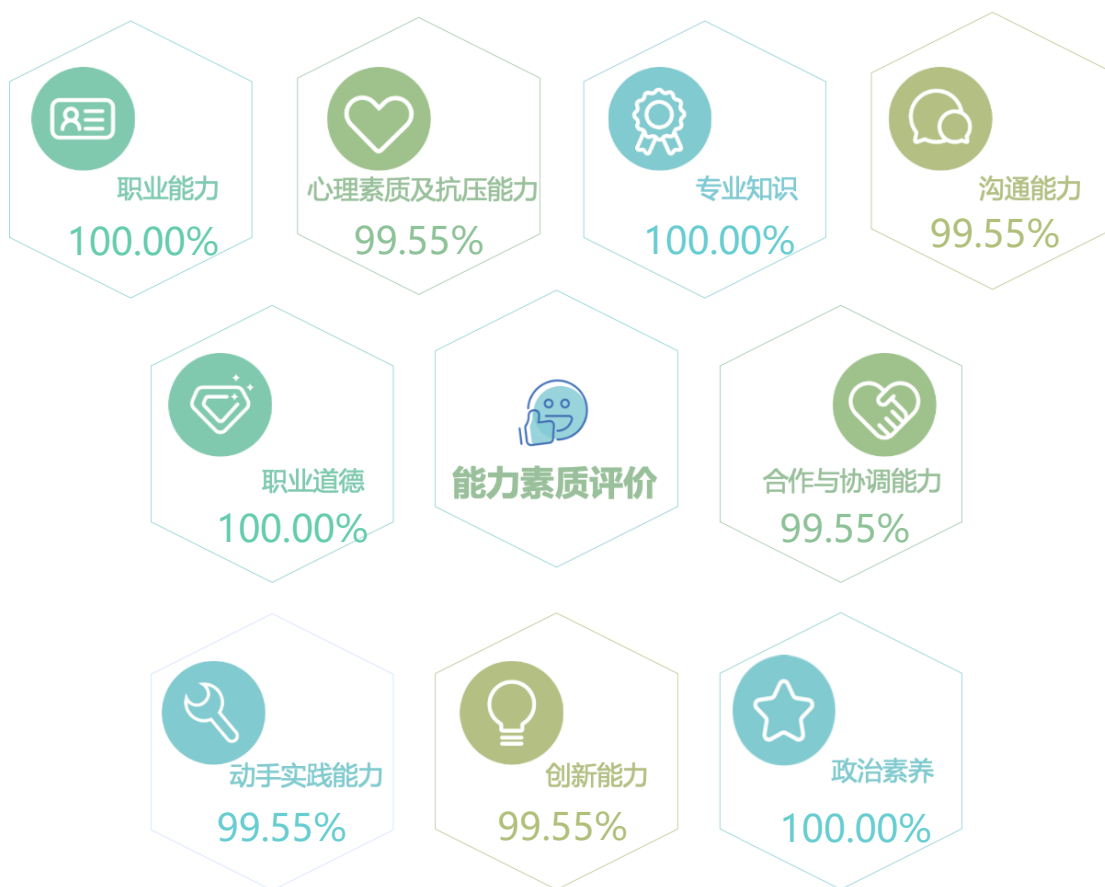 职业能力
100.00%
心理素质及抗压能力
99.55%
专业知识
100.00%
沟通能力
99.55%
职业道德
100.00%
能力素质评价
合作与协调能力
99.55%
动手实践能力
99.55%
创新能力
99.55%
政治素养
100.00%